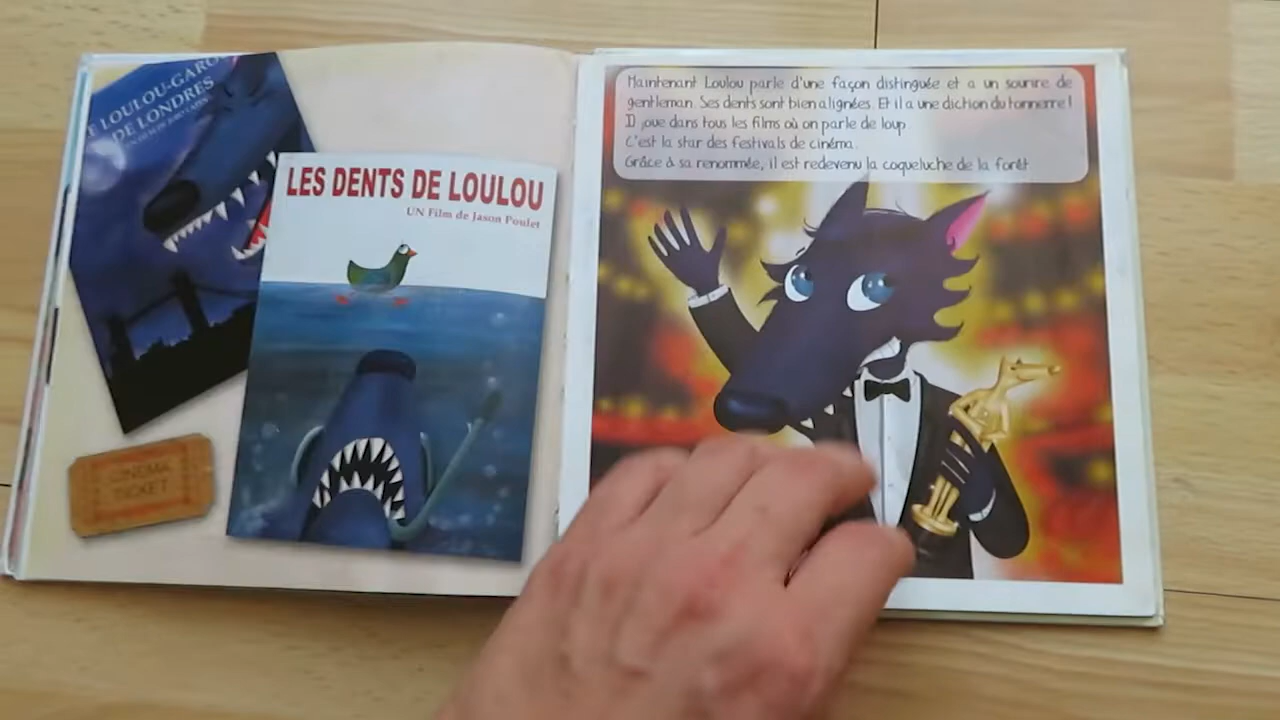 LOULOU-GARO
DE LONDRES
LES DENTS DE LOULOU
UN Film de Jason Poulet
CINEMA
TICKET
Maintenant Loulou parle d'une façon distinguée et a un sourire de
gentleman. Ses dents sont bien alignées. Et il a une diction du tonnerre !
Il joue dans tous les films où on parle de loup.
C'est la star des festivals de cinéma.
Grâce à sa renommée, il est redevenu la coqueluche de la forêt